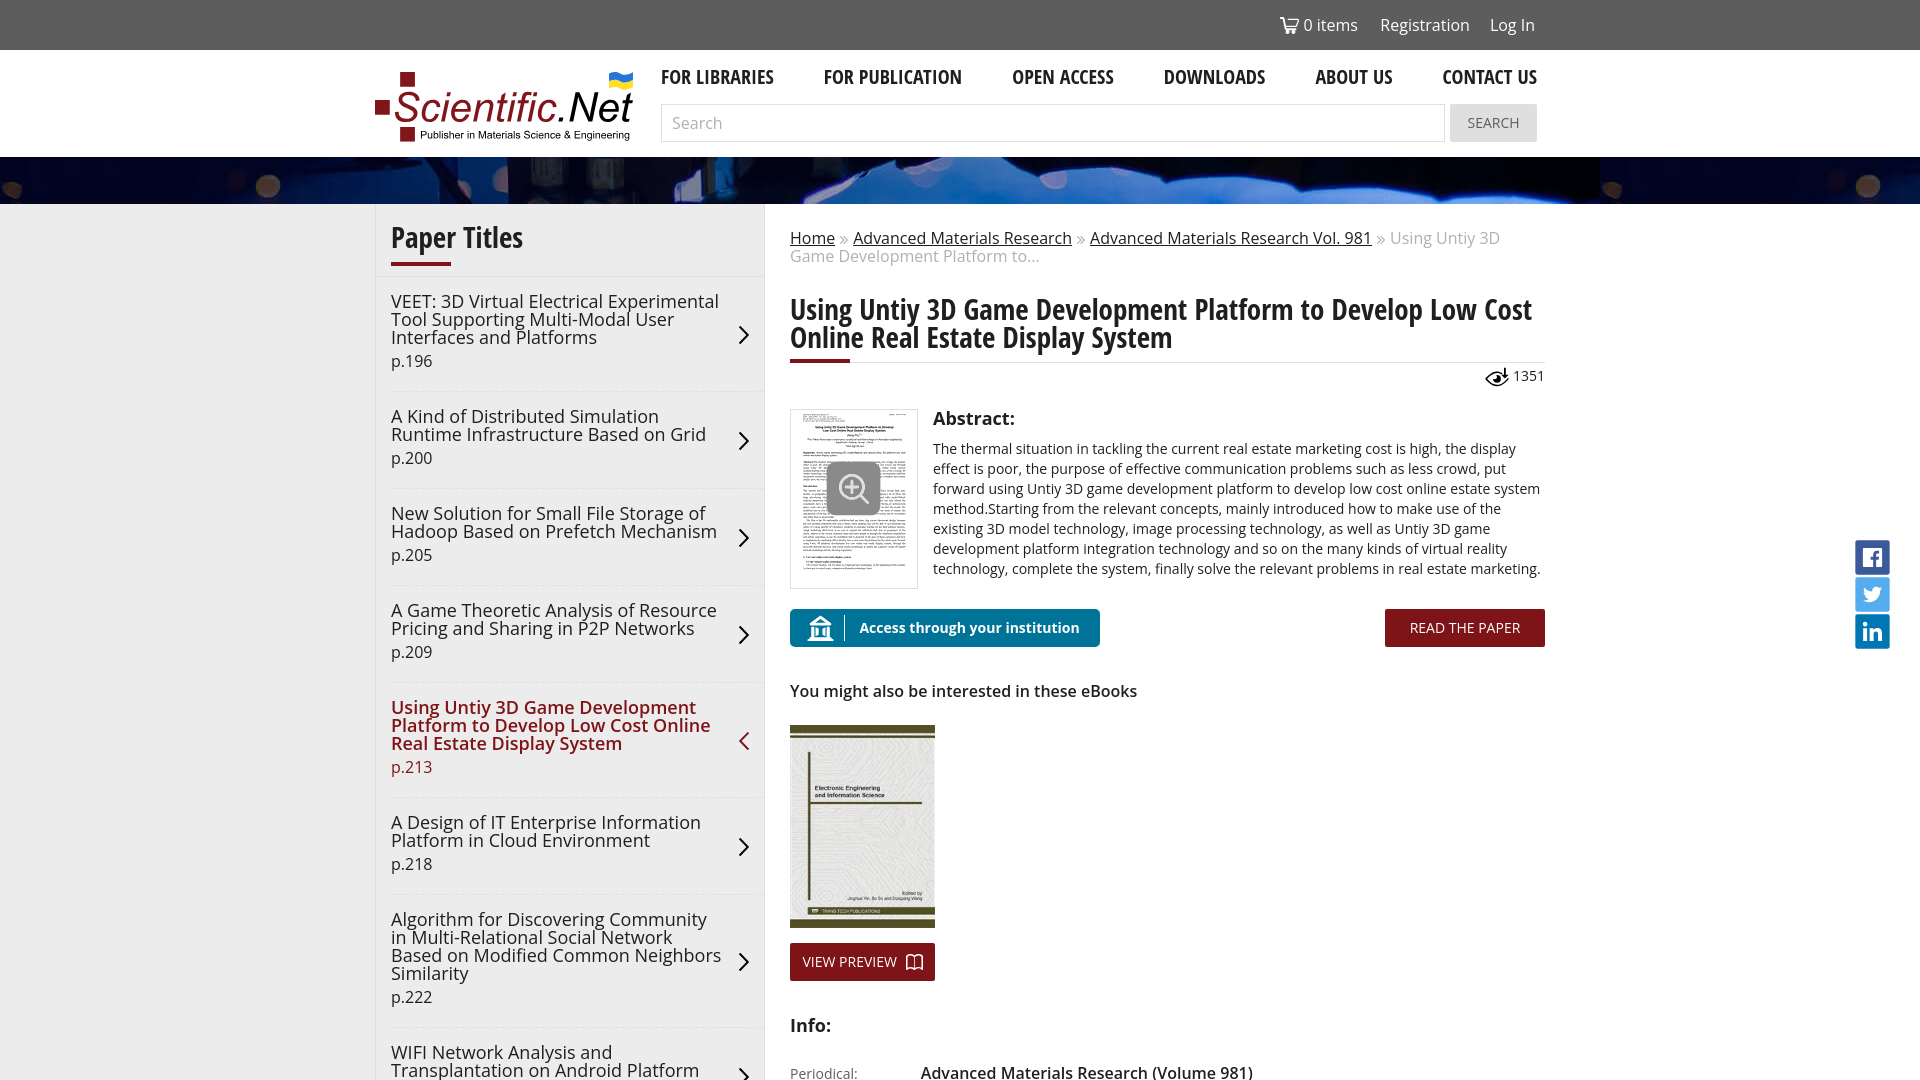 0 items Registration Log In
FOR LIBRARIES FOR PUBLICATION OPEN ACCESS DOWNLOADS ABOUT US CONTACT US
Scientific.Net
Publisher in Materials Science & Engineering
Search SEARCH
Paper Titles
VEET: 3D Virtual Electrical Experimental
Tool Supporting Multi-Modal User
Interfaces and Platforms
p.196
A Kind of Distributed Simulation
Runtime Infrastructure Based on Grid
p.200
New Solution for Small File Storage of
Hadoop Based on Prefetch Mechanism
p.205
A Game Theoretic Analysis of Resource
Pricing and Sharing in P2P Networks
p.209
Using Untiy 3D Game Development
Platform to Develop Low Cost Online
Real Estate Display System
p.213
A Design of IT Enterprise Information
Platform in Cloud Environment
p.218
Algorithm for Discovering Community
in Multi-Relational Social Network
Based on Modified Common Neighbors
Similarity
p.222
WIFI Network Analysis and
Transplantation on Android Platform
Home » Advanced Materials Research » Advanced Materials Research Vol. 981 » Using Untiy 3D
Game Development Platform to...
Using Untiy 3D Game Development Platform to Develop Low Cost
Online Real Estate Display System
1351
Abstract:
The thermal situation in tackling the current real estate marketing cost is high, the display
effect is poor, the purpose of effective communication problems such as less crowd, put
forward using Untiy 3D game development platform to develop low cost online estate system
method.Starting from the relevant concepts, mainly introduced how to make use of the
existing 3D model technology, image processing technology, as well as Untiy 3D game
development platform integration technology and so on the many kinds of virtual reality
technology, complete the system, finally solve the relevant problems in real estate marketing.
Access through your institution
READ THE PAPER
You might also be interested in these eBooks
Electronic Engineering
and Information Science
Edited by
Jinghua Yin, Bo Su and Dongxing Wang
TRANS TECH PUBLICATIONS
VIEW PREVIEW
Info:
Periodical: Advanced Materials Research (Volume 981)